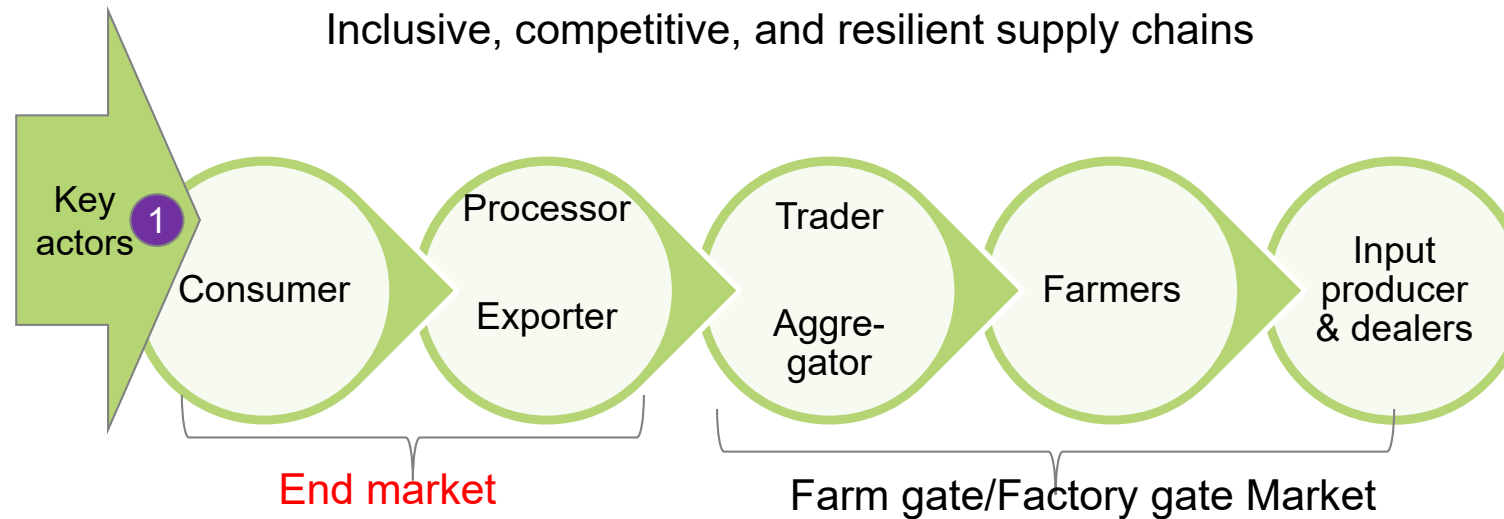 Inclusive, competitive, and resilient supply chains
Key
actors
1
Consumer
Processor
Exporter
Trader
Aggre-
gator
Farmers
Input
producer
& dealers
End market
Farm gate/Factory gate Market